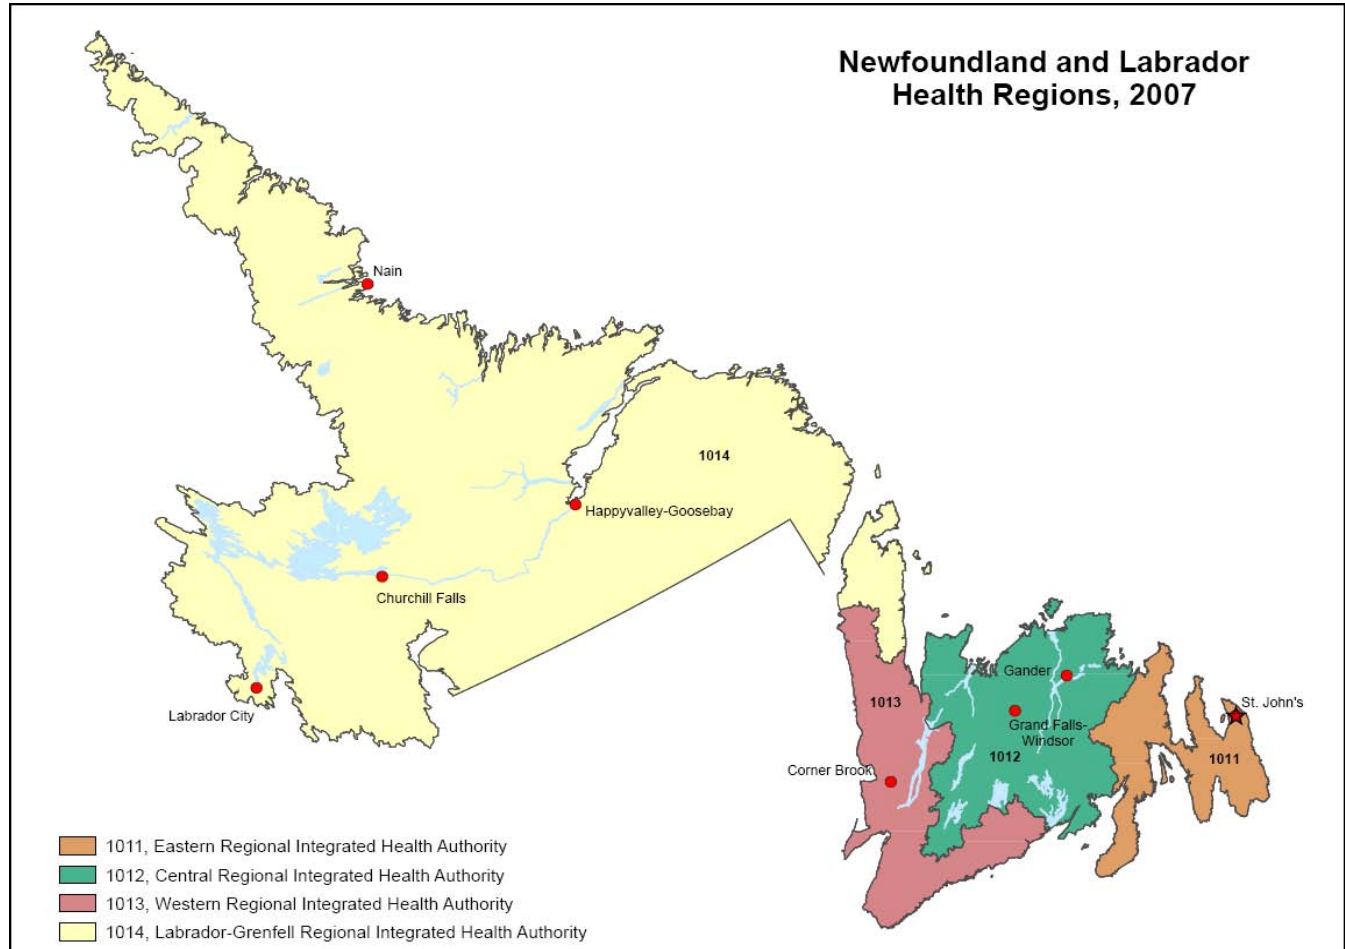 Newfoundland and Labrador
Health Regions, 2007
Nain
1014
Happyvalley-Goosebay
Churchill Falls
Labrador City
Gander
1013
St. John's
Grand Falls-
Windsor
1012
1011
Corner Brook
1011, Eastern Regional Integrated Health Authority
1012, Central Regional Integrated Health Authority
1013, Western Regional Integrated Health Authority
1014, Labrador-Grenfell Regional Integrated Health Authority